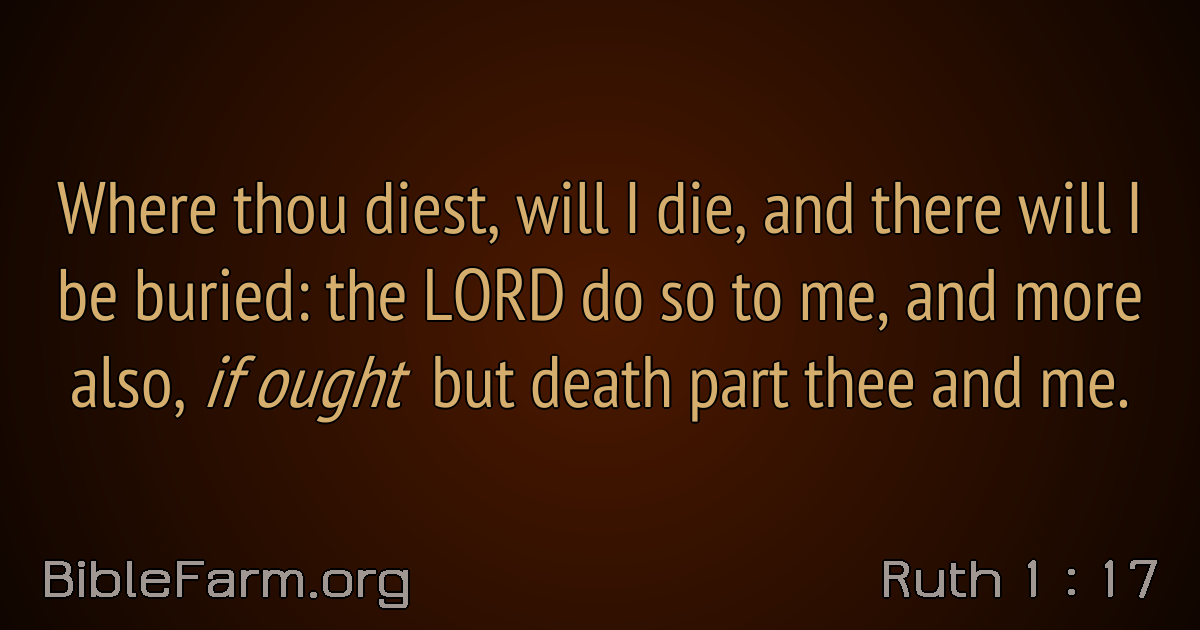 Where thou diest, will I die, and there will I
be buried: the LORD do so to me, and more
also, if ought but death part thee and me.
BibleFarm.org
Ruth 1 : 17